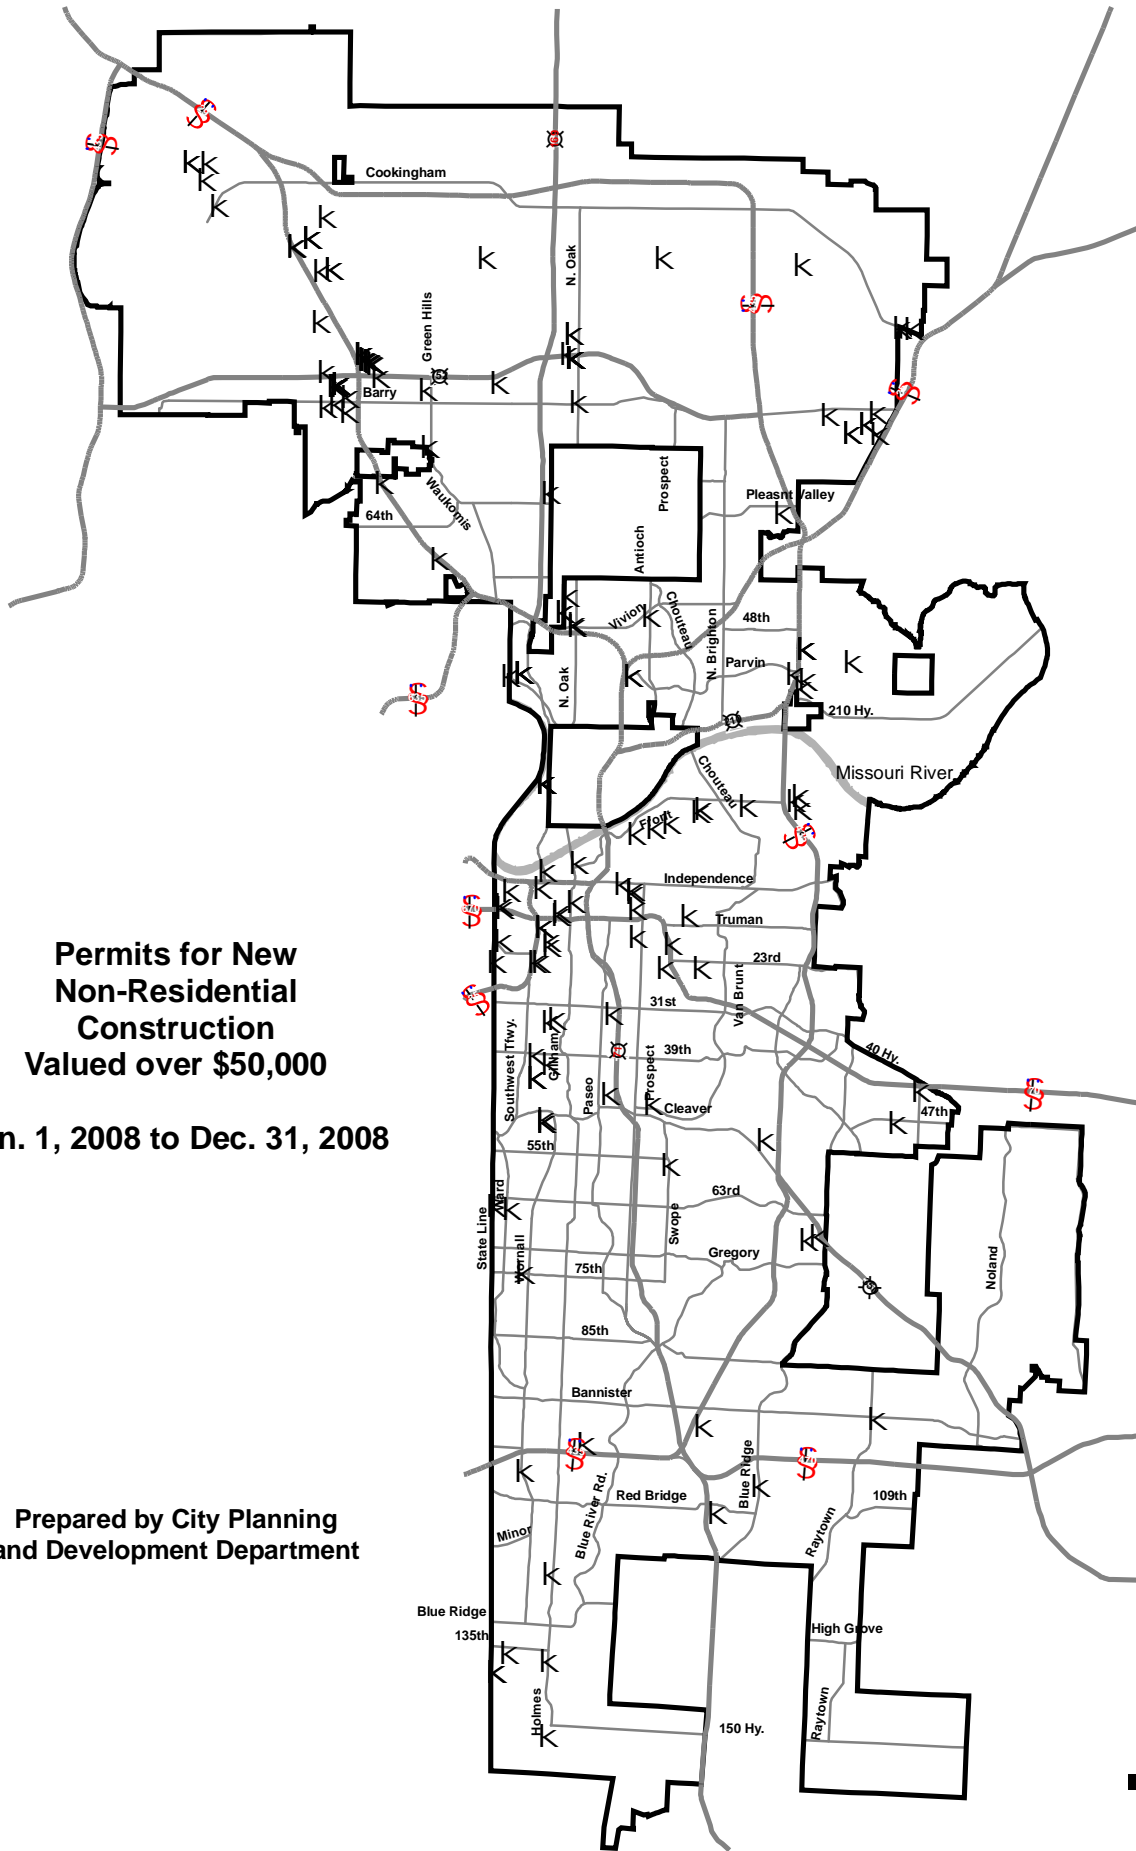 Cookingham
N. Oak
Green Hills
Barry
Prospect
Pleasnt Valley
Waukomis
64th
Antioch
Chouteau
Vivion
48th
N. Brighton
Parvin
N. Oak
210 Hy.
Missouri River
Chouteau
Front
Independence
Truman
23rd
Van Brunt
31st
Permits for New
Non-Residential
Construction
Valued over $50,000
n. 1, 2008 to Dec. 31, 2008
Southwest Tfwy.
Gillham
39th
40 Hy.
Paseo
Prospect
Cleaver
47th
55th
Ward
63rd
Swope
State Line
Wornall
Gregory
75th
Noland
85th
Bannister
Blue Ridge
Red Bridge
109th
Blue River Rd.
Raytown
Minor
Prepared by City Planning
and Development Department
Blue Ridge
135th
High Grove
Holmes
Raytown
150 Hy.